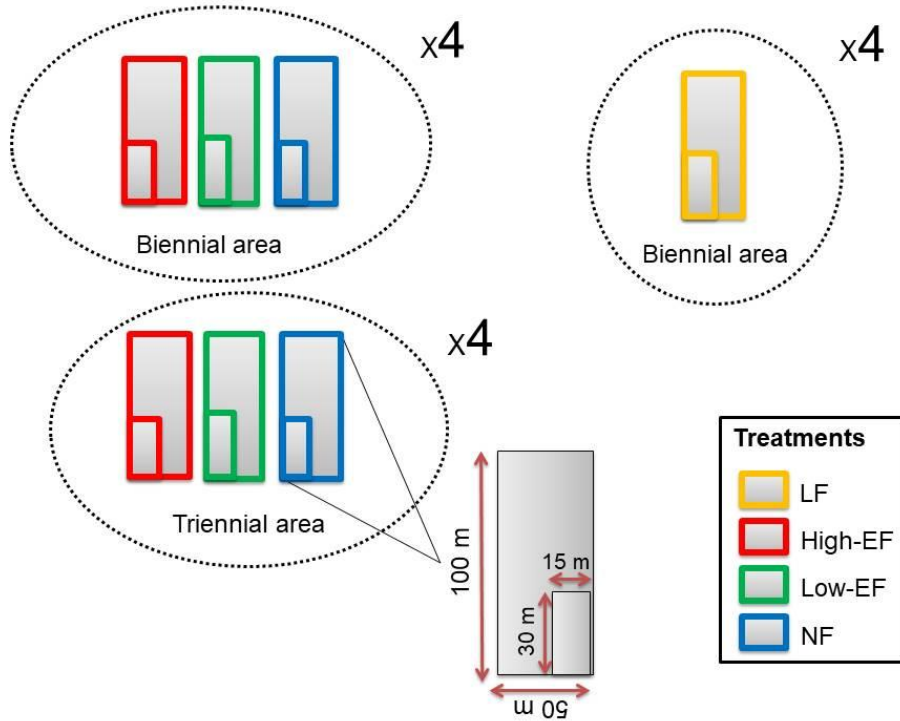 x4
x4
Biennial area
Biennial area
x4
Triennial area
100 m
15 m
30 m
50 m
Treatments
LF
High-EF
Low-EF
NF